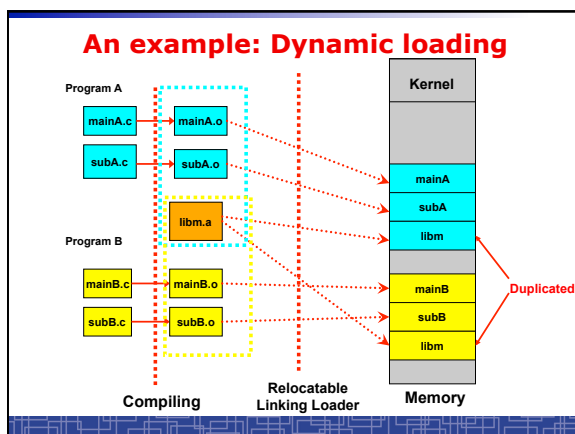 An example: Dynamic loading
Program A
mainA.c
mainA.o
subA.c
subA.o
libm.a
Program B
mainB.c
mainB.o
subB.c
subB.o
Compiling
Relocatable
Linking Loader
Kernel
mainA
subA
libm
mainB
subB
libm
Duplicated
Memory